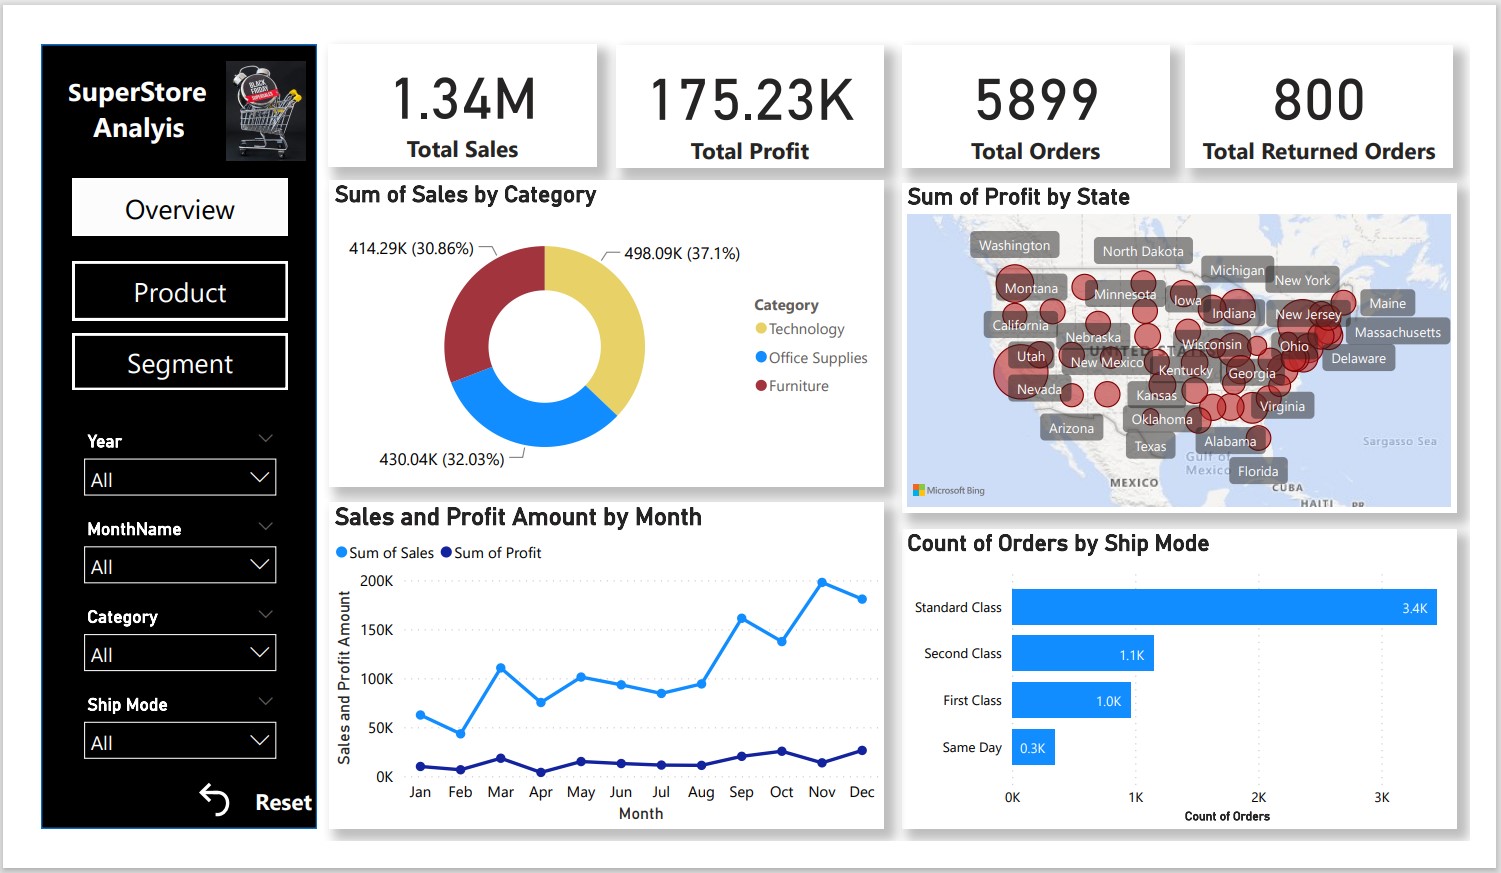 SuperStore
Analyis
BLACK
FRIDAY
Overview
Product
Segment
Year
All
MonthName
All
Category
All
Ship Mode
All
Reset
1.34M
Total Sales
175.23K
Total Profit
5899
Total Orders
800
Total Returned Orders
Sum of Sales by Category
414.29K (30.86%)
498.09K (37.1%)
430.04K (32.03%)
Category
Technology
Office Supplies
Furniture
Sum of Profit by State
Washington
North Dakota
Michigan
New York
Montana
Minnesota
Iowa
Indiana
New Jersey
Maine
California
Nebraska
Wisconsin
Ohio
Massachusetts
UNITED STATES
Utah
New Mexico
Kentucky
Georgia
Delaware
Nevada
Kansas
Virginia
Arizona
Oklahoma
Texas
Alabama
Florida
Sargasso Sea
Gulf of
Mexico
MEXICO
CUBA
HAITI
PR
Microsoft Bing
Sales and Profit Amount by Month
Sum of Sales
Sum of Profit
Sales and Profit Amount
200K
150K
100K
50K
0K
Jan Feb Mar Apr May Jun Jul Aug Sep Oct Nov Dec
Month
Count of Orders by Ship Mode
Standard Class
3.4K
Second Class
1.1K
First Class
1.0K
Same Day
0.3K
0K 1K 2K 3K
Count of Orders